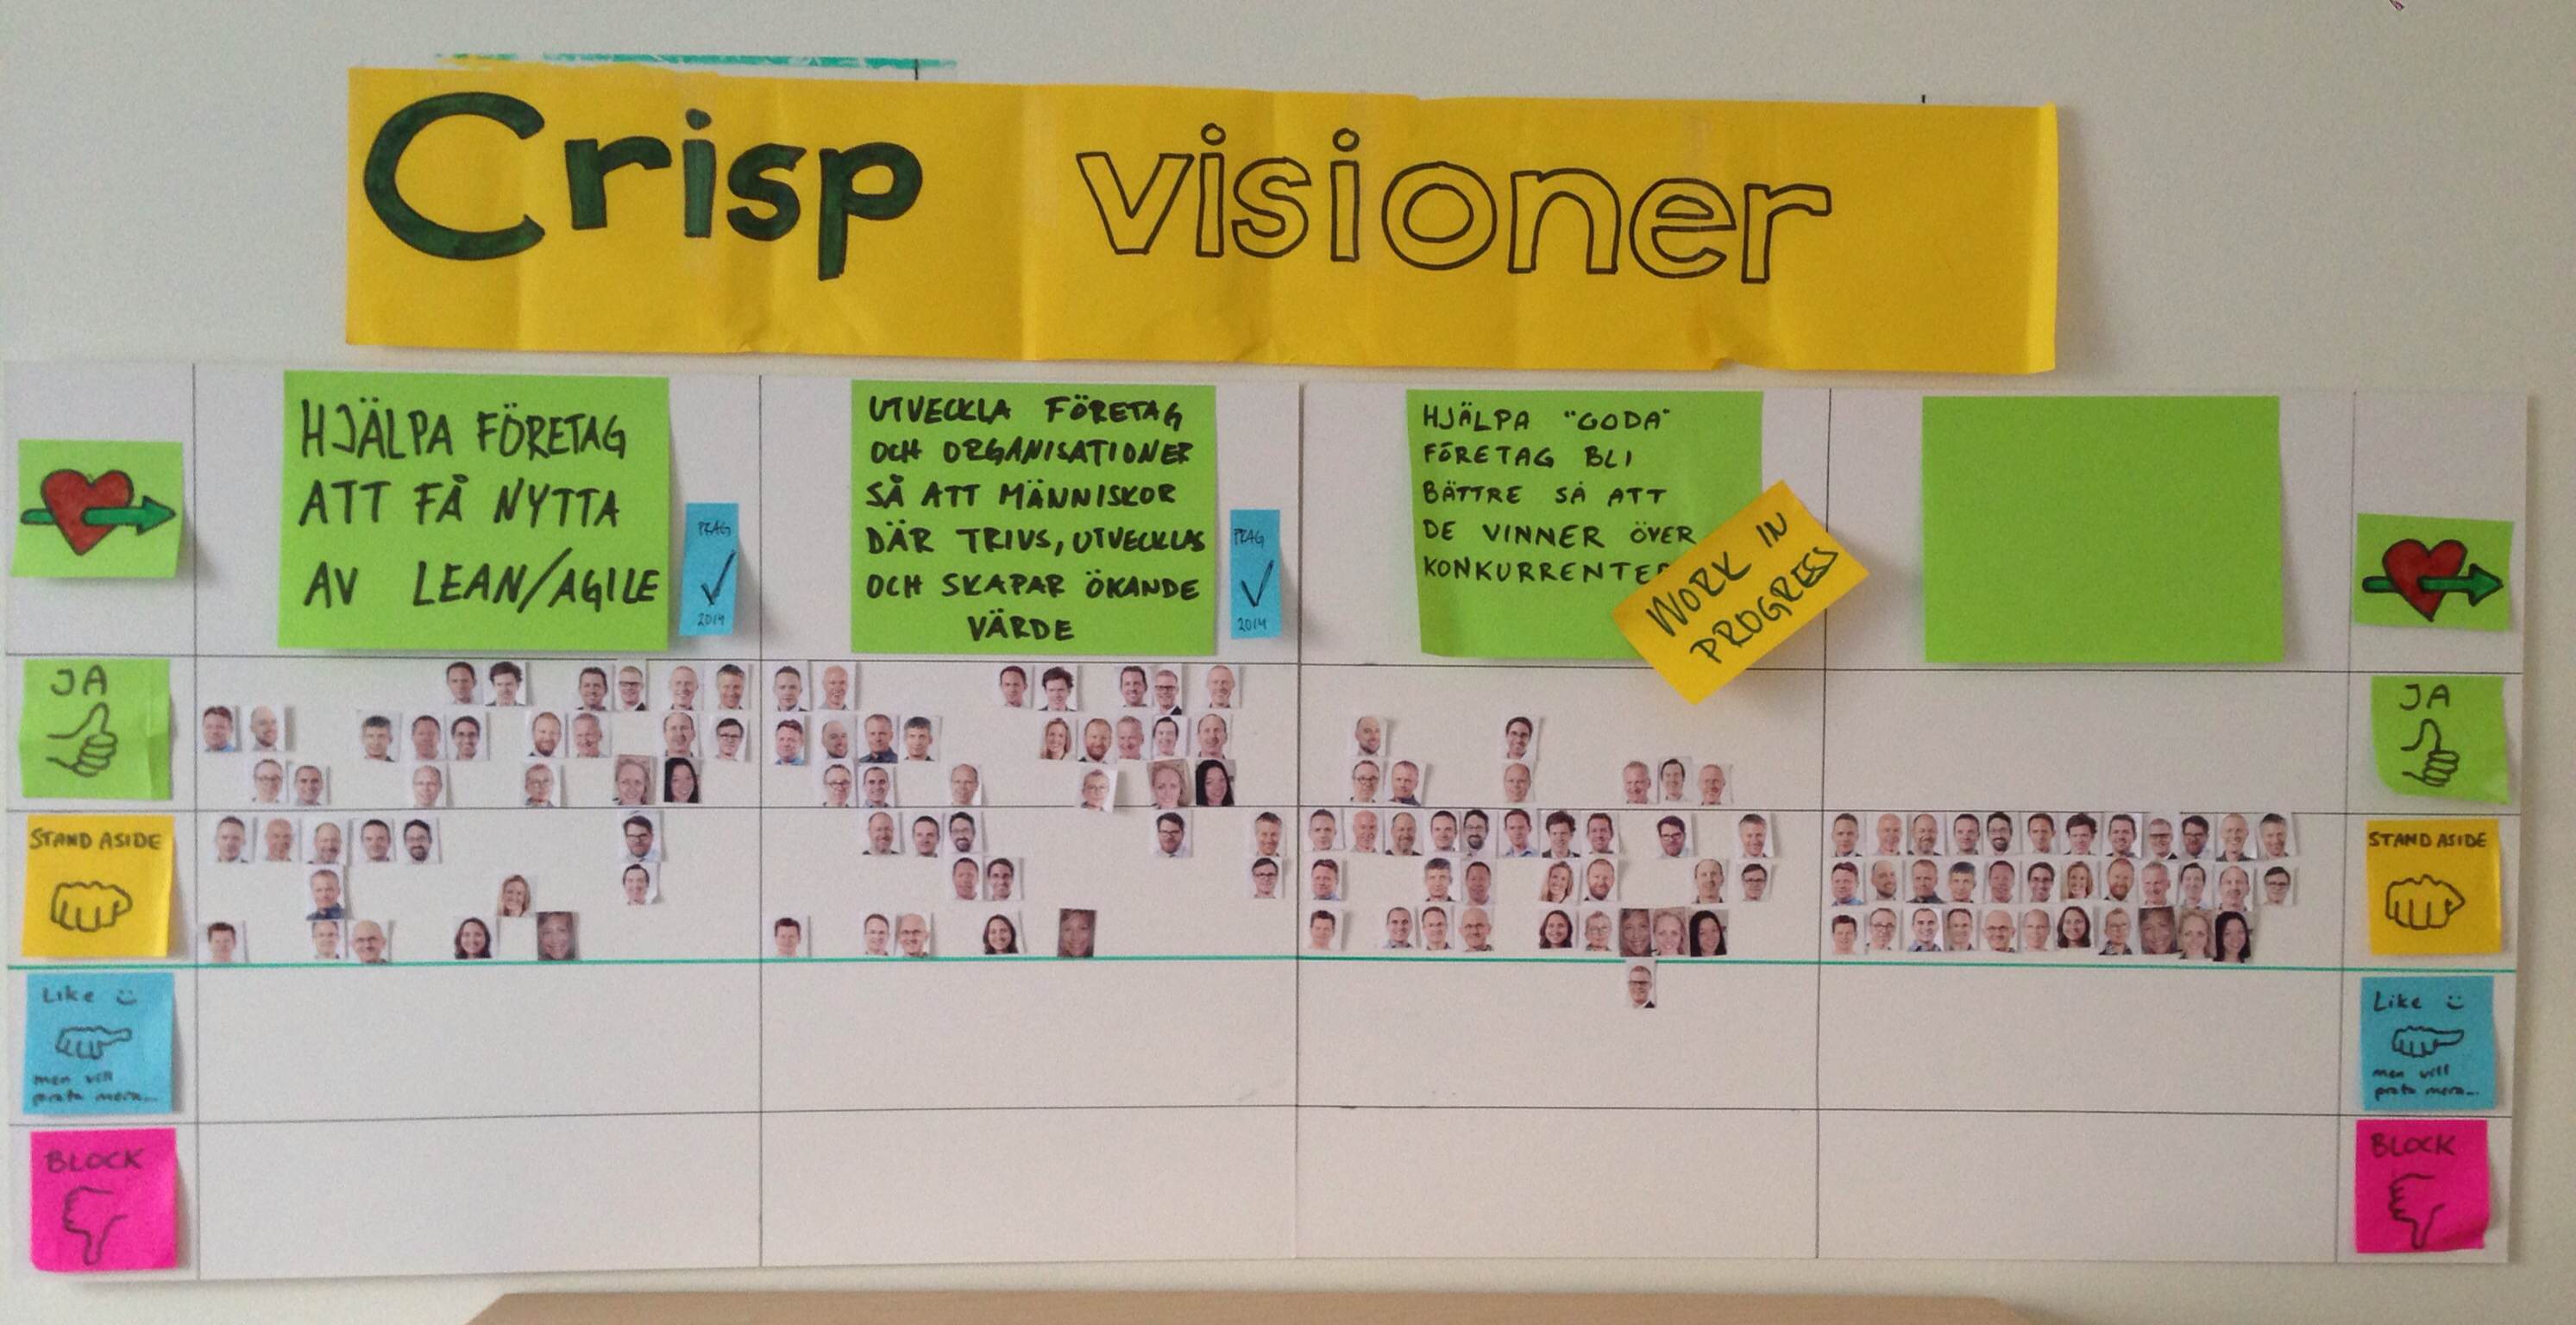 Crisp visioner
HJÄLPA FÖRETAG
ATT FÅ NYTTA
AV LEAN/AGILE
PRAG
2014
UTVECKLA FÖRETAG
OCH ORGANISATIONER
SÅ ATT MÄNNISKOR
DÄR TRIVS, UTVECKLAS
OCH SKAPAR ÖKANDE
VÄRDE
PRAG
2014
HJÄLPA "GODA"
FÖRETAG BLI
BÄTTRE SÅ ATT
DE VINNER ÖVER
KONKURRENTER
WORK IN
PROGRESS
JA
JA
STAND ASIDE
STAND ASIDE
Like :)
men vill
prata mera...
Like :)
men vill
prata mera...
BLOCK
BLOCK